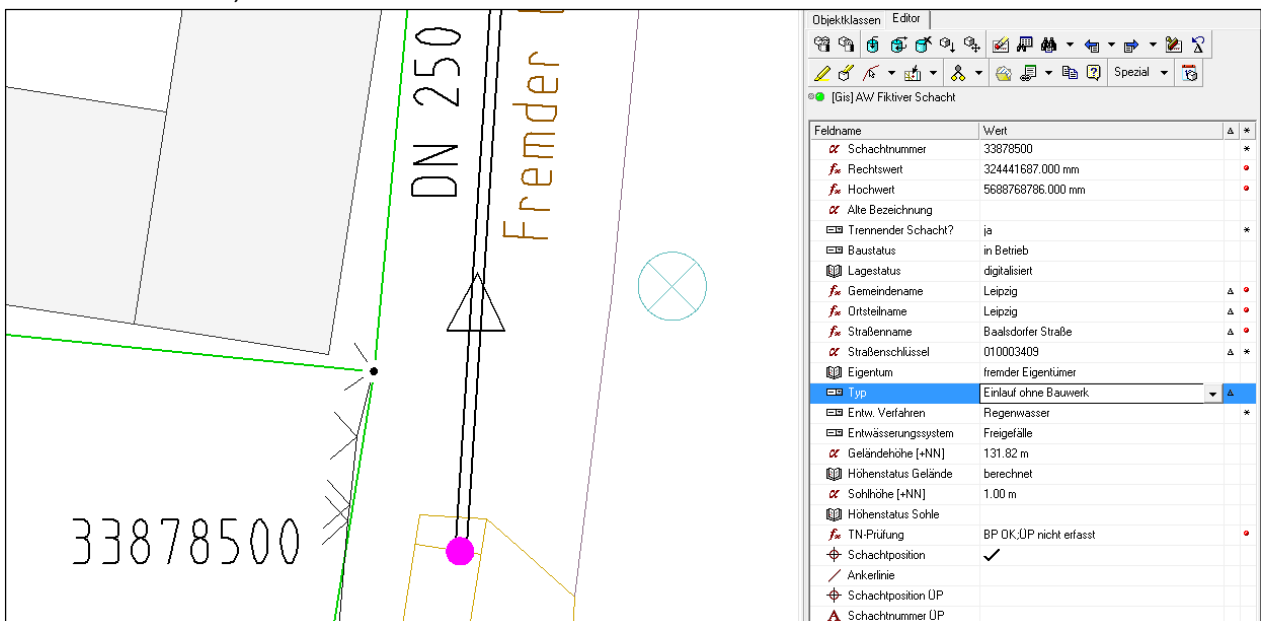 DN 250
Fremder
33878500
Objektklassen Editor
Spezial
[Gis] AW Fiktiver Schacht
Feldname Wert
Schachtnummer 33878500 *
Rechtswert 324441687.000 mm
Hochwert 5688768786.000 mm
Alte Bezeichnung
Trennender Schacht? ja *
Baustatus in Betrieb
Lagestatus digitalisiert
Gemeindename Leipzig
Ortsteilname Leipzig
Straßenname Baalsdorfer Straße
Straßenschlüssel 010003409 *
Eigentum fremder Eigentümer
Typ Einlauf ohne Bauwerk
Entw. Verfahren Regenwasser *
Entwässerungssystem Freigefälle
Geländehöhe [+NN] 131.82 m
Höhenstatus Gelände berechnet
Sohlhöhe [+NN] 1.00 m
Höhenstatus Sohle
TN-Prüfung BP OK;ÜP nicht erfasst
Schachtposition
Ankerlinie
Schachtposition ÜP
Schachtnummer ÜP